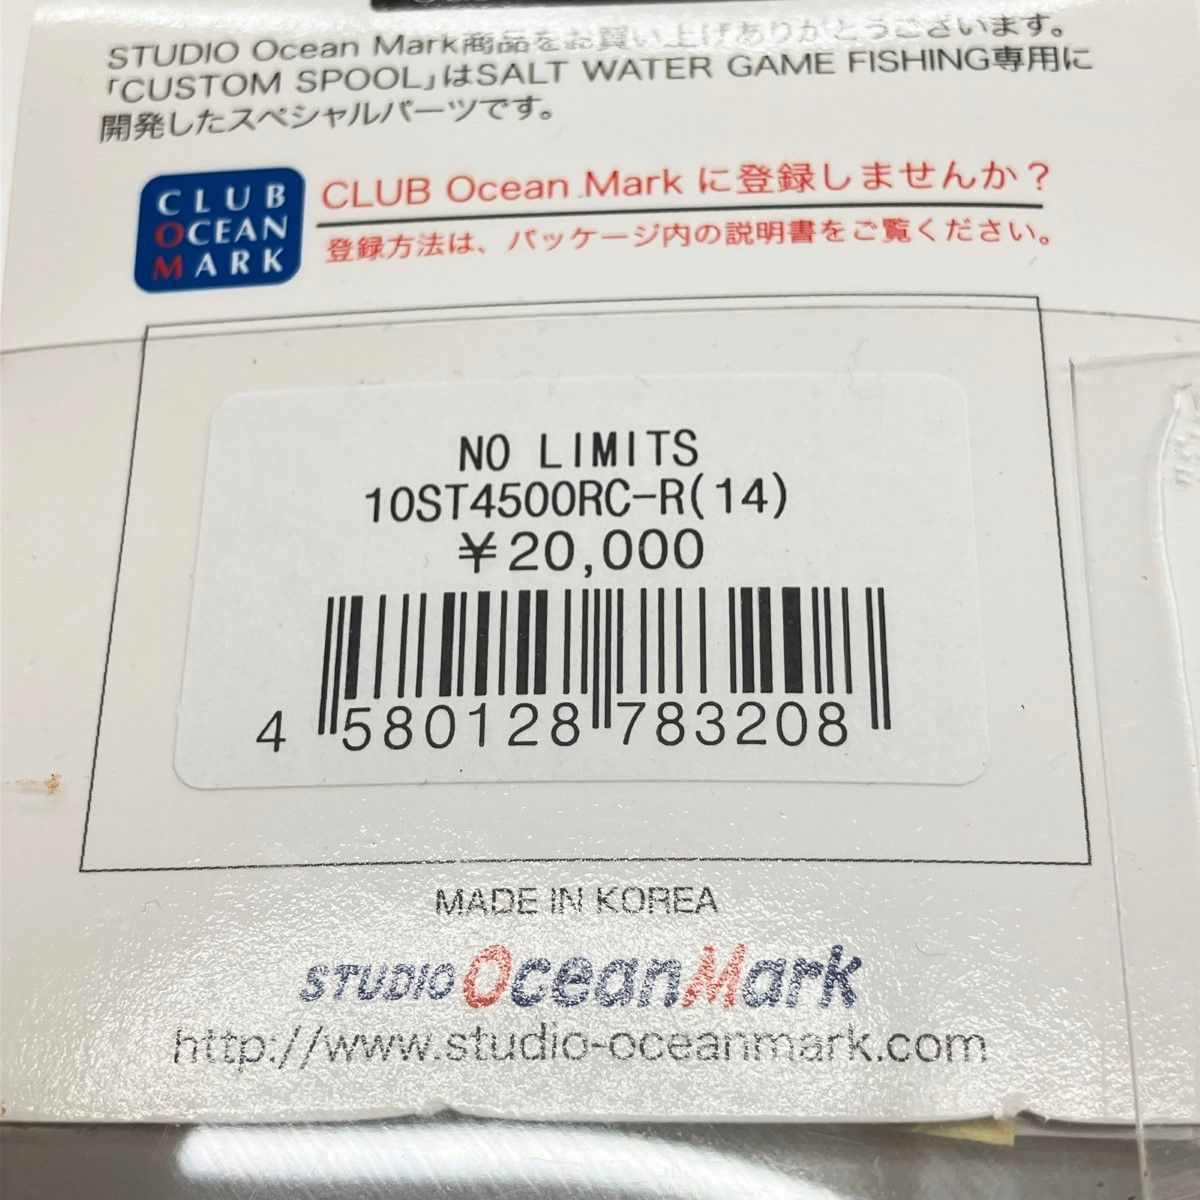 STUDIO Ocean Mark商品をお買い上げありがとうございます。
「CUSTOM SPOOL」はSALT WATER GAME FISHING専用に
開発したスペシャルパーツです。
CLUB
OCEAN
MARK
CLUB Ocean Mark に登録しませんか？
登録方法は、パッケージ内の説明書をご覧ください。
NO LIMITS
10ST4500RC-R(14)
￥20,000
4 580128 783208
MADE IN KOREA
STUDIO OceanMark
http://www.studio-oceanmark.com